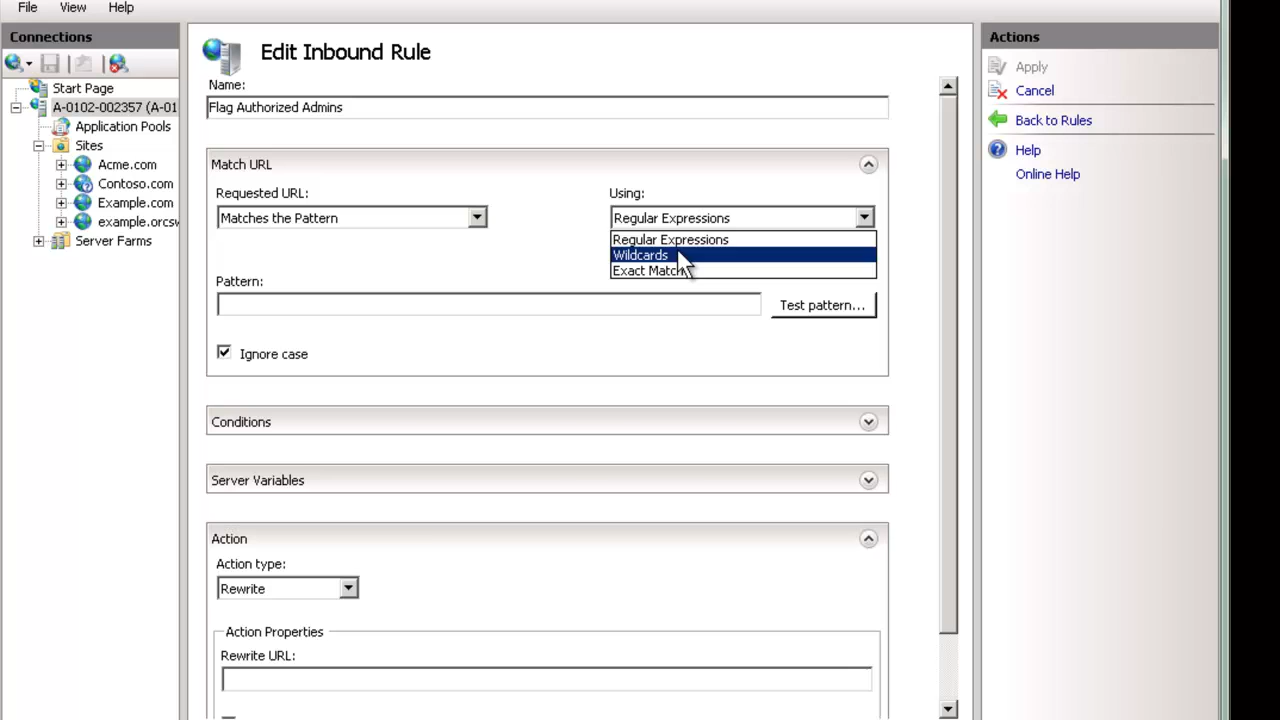 File View Help
Connections
Start Page
A-0102-002357 (A-01
Application Pools
Sites
Acme.com
Contoso.com
Example.com
example.orcsw
Server Farms
Edit Inbound Rule
Name:
Flag Authorized Admins
Match URL
Requested URL: Using:
Matches the Pattern Regular Expressions
Regular Expressions
Wildcards
Exact Match
Pattern:
Test pattern...
Ignore case
Conditions
Server Variables
Action
Action type:
Rewrite
Action Properties
Rewrite URL:
Actions
Apply
Cancel
Back to Rules
Help
Online Help